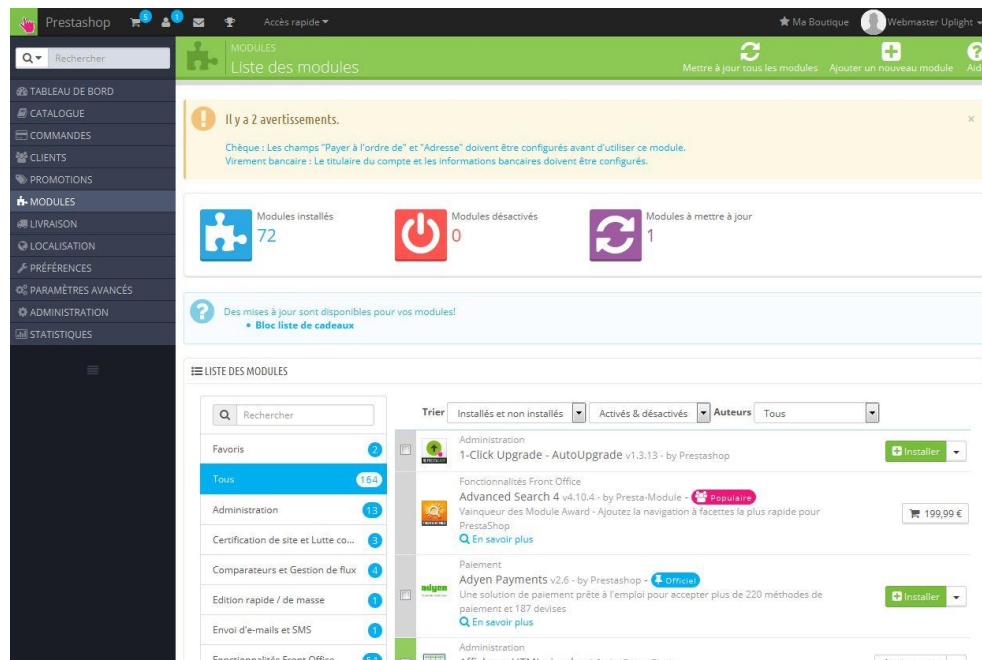 Prestashop 5 1 Accès rapide Ma Boutique Webmaster Uplight
Rechercher
MODULES
Liste des modules
Mettre à jour tous les modules Ajouter un nouveau module
TABLEAU DE BORD
CATALOGUE
COMMANDES
CLIENTS
PROMOTIONS
MODULES
LIVRAISON
LOCALISATION
PRÉFÉRENCES
PARAMÈTRES AVANCÉS
ADMINISTRATION
STATISTIQUES
Il y a 2 avertissements.
Chèque : Les champs "Payer à l'ordre de" et "Adresse" doivent être configurés avant d'utiliser ce module.
Virement bancaire : Le titulaire du compte et les informations bancaires doivent être configurés.
Modules installés
72
Modules désactivés
0
Modules à mettre à jour
1
Des mises à jour sont disponibles pour vos modules!
Bloc liste de cadeaux
LISTE DES MODULES
Rechercher
Favoris 2
Tous 164
Administration 13
Certification de site et Lutte co... 3
Comparateurs et Gestion de flux 4
Edition rapide / de masse 1
Envoi d'e-mails et SMS 1
Fonctionnalités Front Office 54
Trier Installés et non installés Activés & désactivés Auteurs Tous
Administration
1-Click Upgrade - AutoUpgrade v1.3.13 - by Prestashop
Installer
Fonctionnalités Front Office
Advanced Search 4 v4.10.4 - by Presta-Module - Populaire
Vainqueur des Module Award - Ajoutez la navigation à facettes la plus rapide pour
PrestaShop
En savoir plus
199,99 €
Paiement
adyen
Adyen Payments v2.6 - by Prestashop - Officiel
Une solution de paiement prête à l'emploi pour accepter plus de 220 méthodes de
paiement et 187 devises
En savoir plus
Installer
Administration